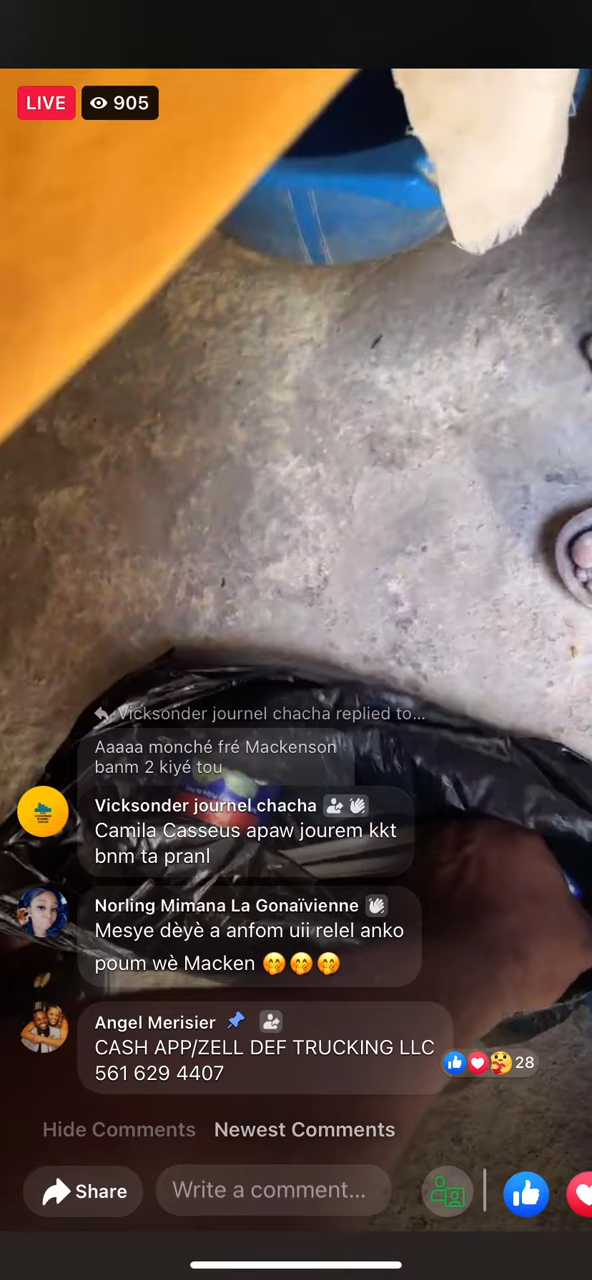 LIVE
905
Vicksonder journel chacha replied to...
Aaaaa monché fré Mackenson
banm 2 kiyé tou
Vicksonder journel chacha
Camila Casseus apaw jourem kkt
bnm ta pranl
Norling Mimana La Gonaïvienne
Mesye dèyè a anfom uii relel anko
poum wè Macken 🤭🤭🤭
Angel Merisier
CASH APP/ZELL DEF TRUCKING LLC
561 629 4407
28
Hide Comments Newest Comments
Share
Write a comment...